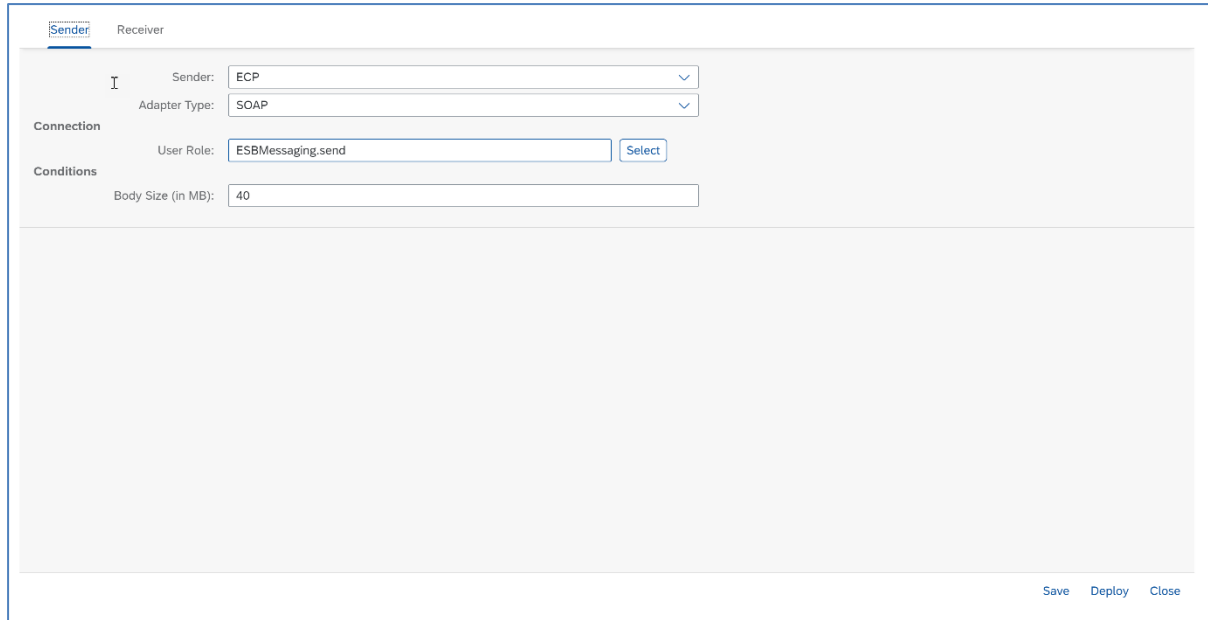 Sender Receiver
Sender: ECP
Adapter Type: SOAP
Connection
User Role: ESBMessaging.send Select
Conditions
Body Size (in MB): 40
Save Deploy Close